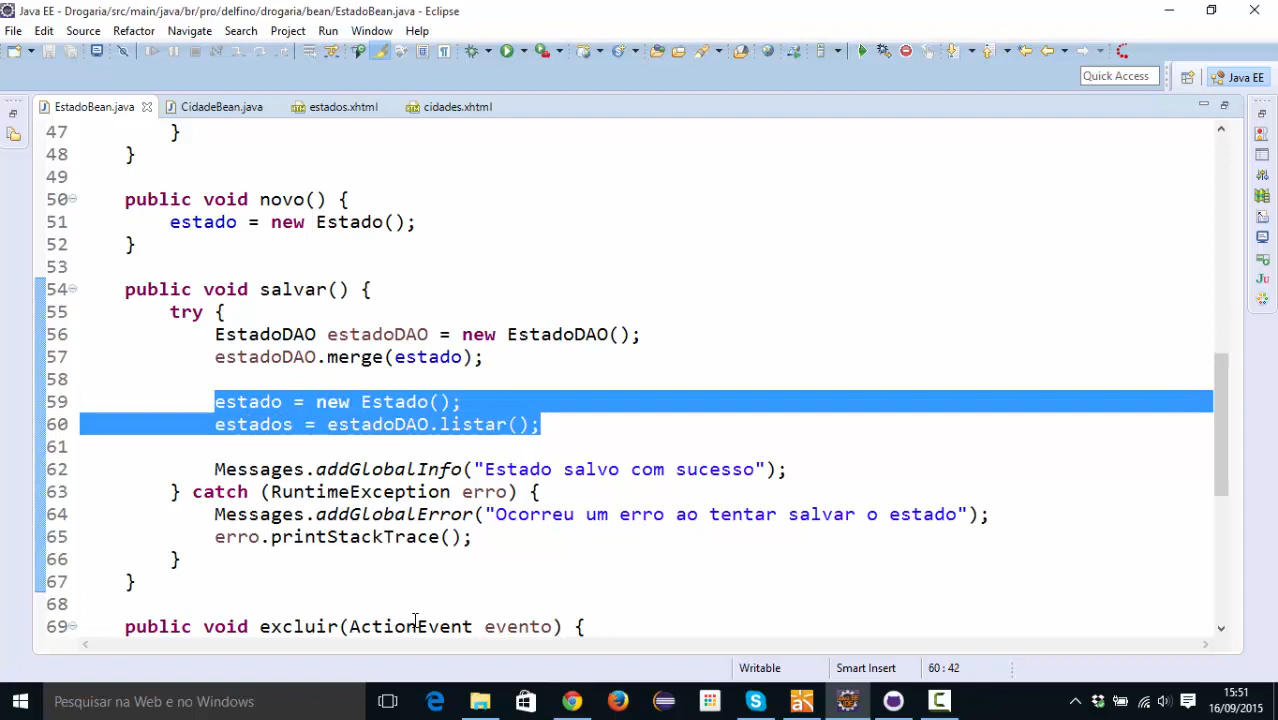 Java EE - Drogaria/src/main/java/br/pro/delfino/drogaria/bean/EstadoBean.java - Eclipse
File Edit Source Refactor Navigate Search Project Run Window Help
Quick Access Java EE
EstadoBean.java CidadeBean.java estados.xhtml cidades.xhtml
47 }
48 }
49
50 public void novo() {
51 estado = new Estado();
52 }
53
54 public void salvar() {
55 try {
56 EstadoDAO estadoDAO = new EstadoDAO();
57 estadoDAO.merge(estado);
58
59 estado = new Estado();
60 estados = estadoDAO.listar();
61
62 Messages.addGlobalInfo("Estado salvo com sucesso");
63 } catch (RuntimeException erro) {
64 Messages.addGlobalError("Ocorreu um erro ao tentar salvar o estado");
65 erro.printStackTrace();
66 }
67 }
68
69 public void excluir(ActionEvent evento) {
Writable Smart Insert 60 : 42
Pesquisar na Web e no Windows
15:51
16/09/2015